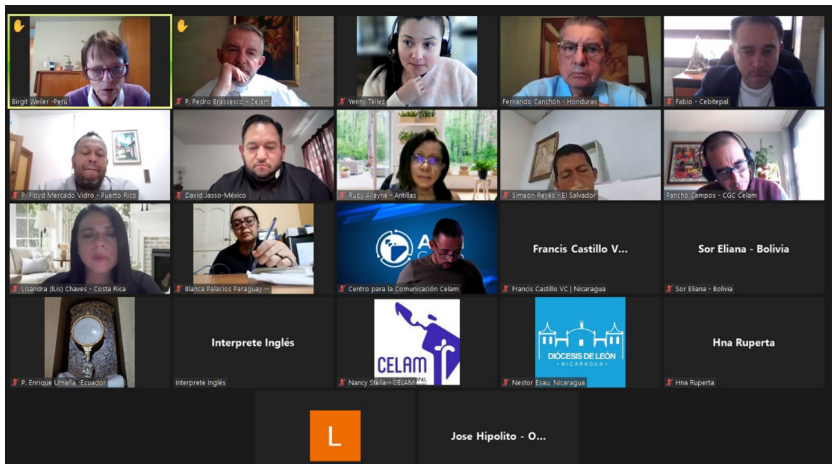 Birgit Weiler -Perú
P. Pedro Brassesco - Celam
Yenny Téllez
Fernando Canchón - Honduras
Fabio - Cebitepal
P. Floyd Mercado Vidro - Puerto Rico
David Jasso-México
Ruby Alleyne - Antillas
Simeon Reyes - El Salvador
Pancho Campos - CGC Celam
Lisandra (lis) Chaves - Costa Rica
Blanca Palacios Paraguay --
Centro para la Comunicación Celam
Francis Castillo V...
Francis Castillo VC | Nicaragua
Sor Eliana - Bolivia
Sor Eliana - Bolivia
P. Enrique Umaña -Ecuador
Interprete Inglés
Interprete Inglés
CELAM
Nancy Stella - CELAM
DIÓCESIS DE LEÓN
• NICARAGUA •
Nestor Esau, Nicaragua
Hna Ruperta
Hna Ruperta
L
Jose Hipolito - O...